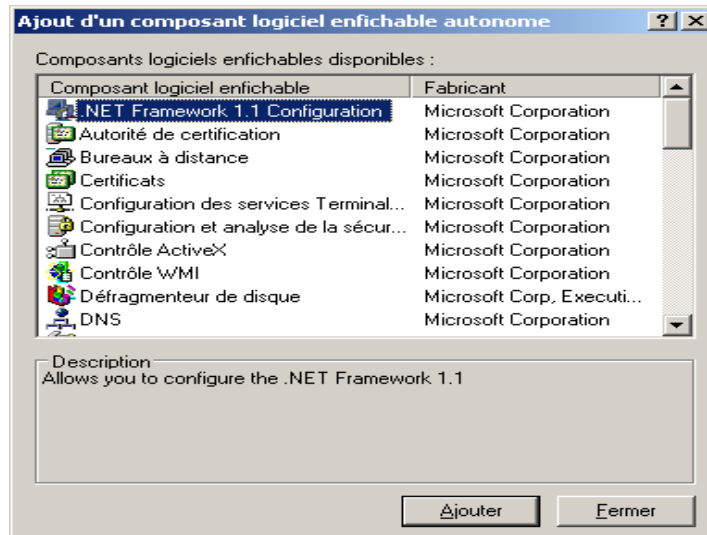 Ajout d'un composant logiciel enfichable autonome
Composants logiciels enfichables disponibles :
Composant logiciel enfichable Fabricant
.NET Framework 1.1 Configuration Microsoft Corporation
Autorité de certification Microsoft Corporation
Bureaux à distance Microsoft Corporation
Certificats Microsoft Corporation
Configuration des services Terminal... Microsoft Corporation
Configuration et analyse de la sécur... Microsoft Corporation
Contrôle ActiveX Microsoft Corporation
Contrôle WMI Microsoft Corporation
Défragmenteur de disque Microsoft Corp, Executi...
DNS Microsoft Corporation
Description
Allows you to configure the .NET Framework 1.1
Ajouter Fermer